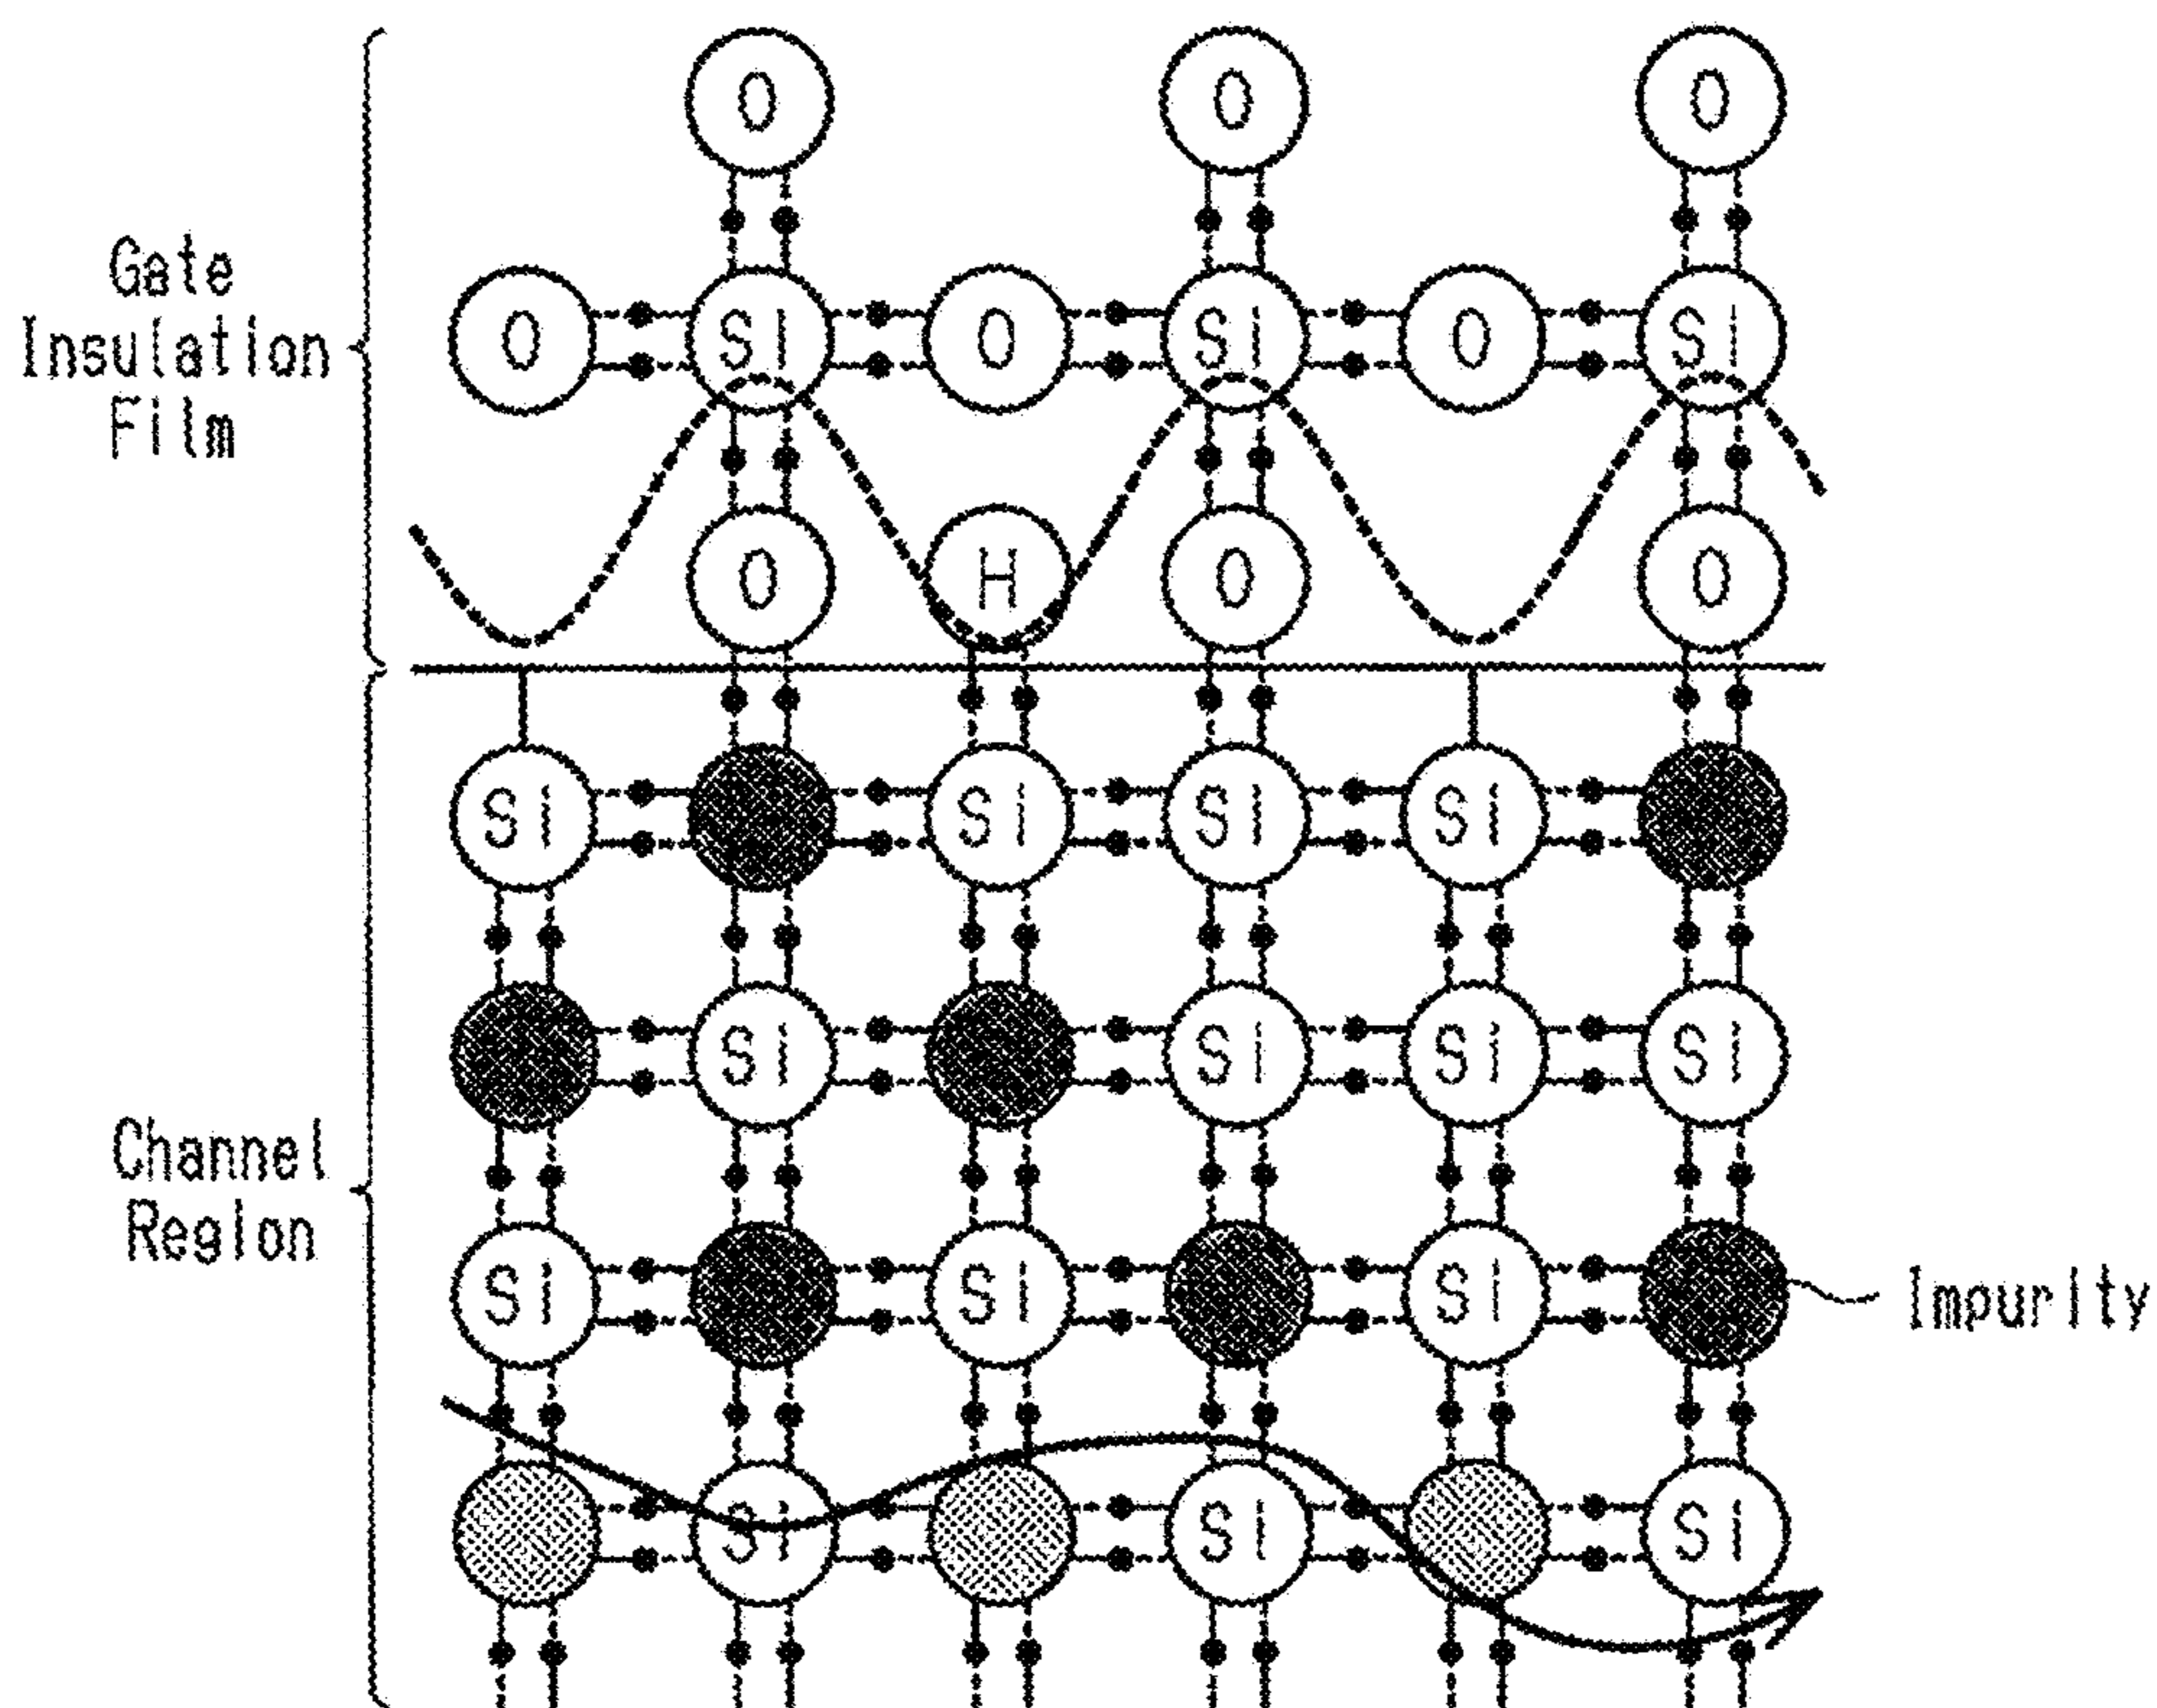 O O O
Gate
Insulation
Film
O Si O Si O Si
O H O O
Si Si Si Si
Si Si Si Si
Channel
Region
Si Si Si
Impurity
Si Si Si